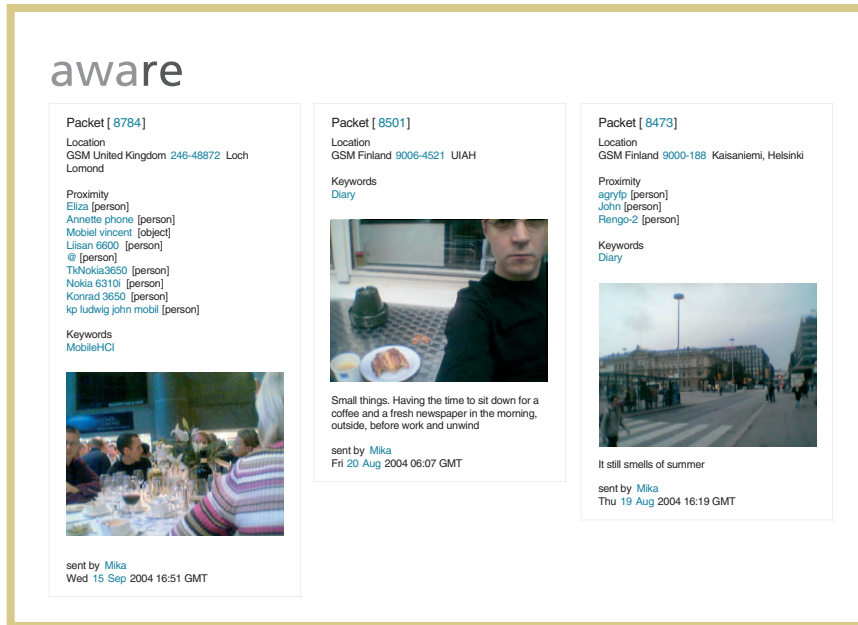 aware
Packet [ 8784]
Location
GSM United Kingdom 246-48872 Loch
Lomond
Proximity
Eliza [person]
Annette phone [person]
Mobiel vincent [object]
Liisan 6600 [person]
@ [person]
TkNokia3650 [person]
Nokia 6310i [person]
Konrad 3650 [person]
kp ludwig john mobil [person]
Keywords
MobileHCI
sent by Mika
Wed 15 Sep 2004 16:51 GMT
Packet [ 8501]
Location
GSM Finland 9006-4521 UIAH
Keywords
Diary
Small things. Having the time to sit down for a
coffee and a fresh newspaper in the morning,
outside, before work and unwind
sent by Mika
Fri 20 Aug 2004 06:07 GMT
Packet [ 8473]
Location
GSM Finland 9000-188 Kaisaniemi, Helsinki
Proximity
agryfp [person]
John [person]
Rengo-2 [person]
Keywords
Diary
It still smells of summer
sent by Mika
Thu 19 Aug 2004 16:19 GMT